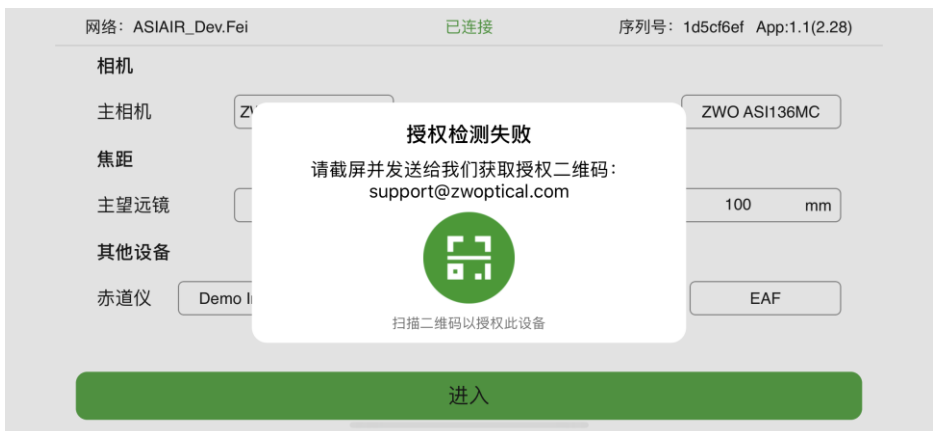 网络：ASIAIR_Dev.Fei 已连接 序列号：1d5cf6ef App:1.1(2.28)
相机
主相机 ZWO ASI136MC
授权检测失败
焦距
请截屏并发送给我们获取授权二维码：
support@zwoptical.com
主望远镜 100 mm
其他设备
赤道仪 Demo EAF
扫描二维码以授权此设备
进入